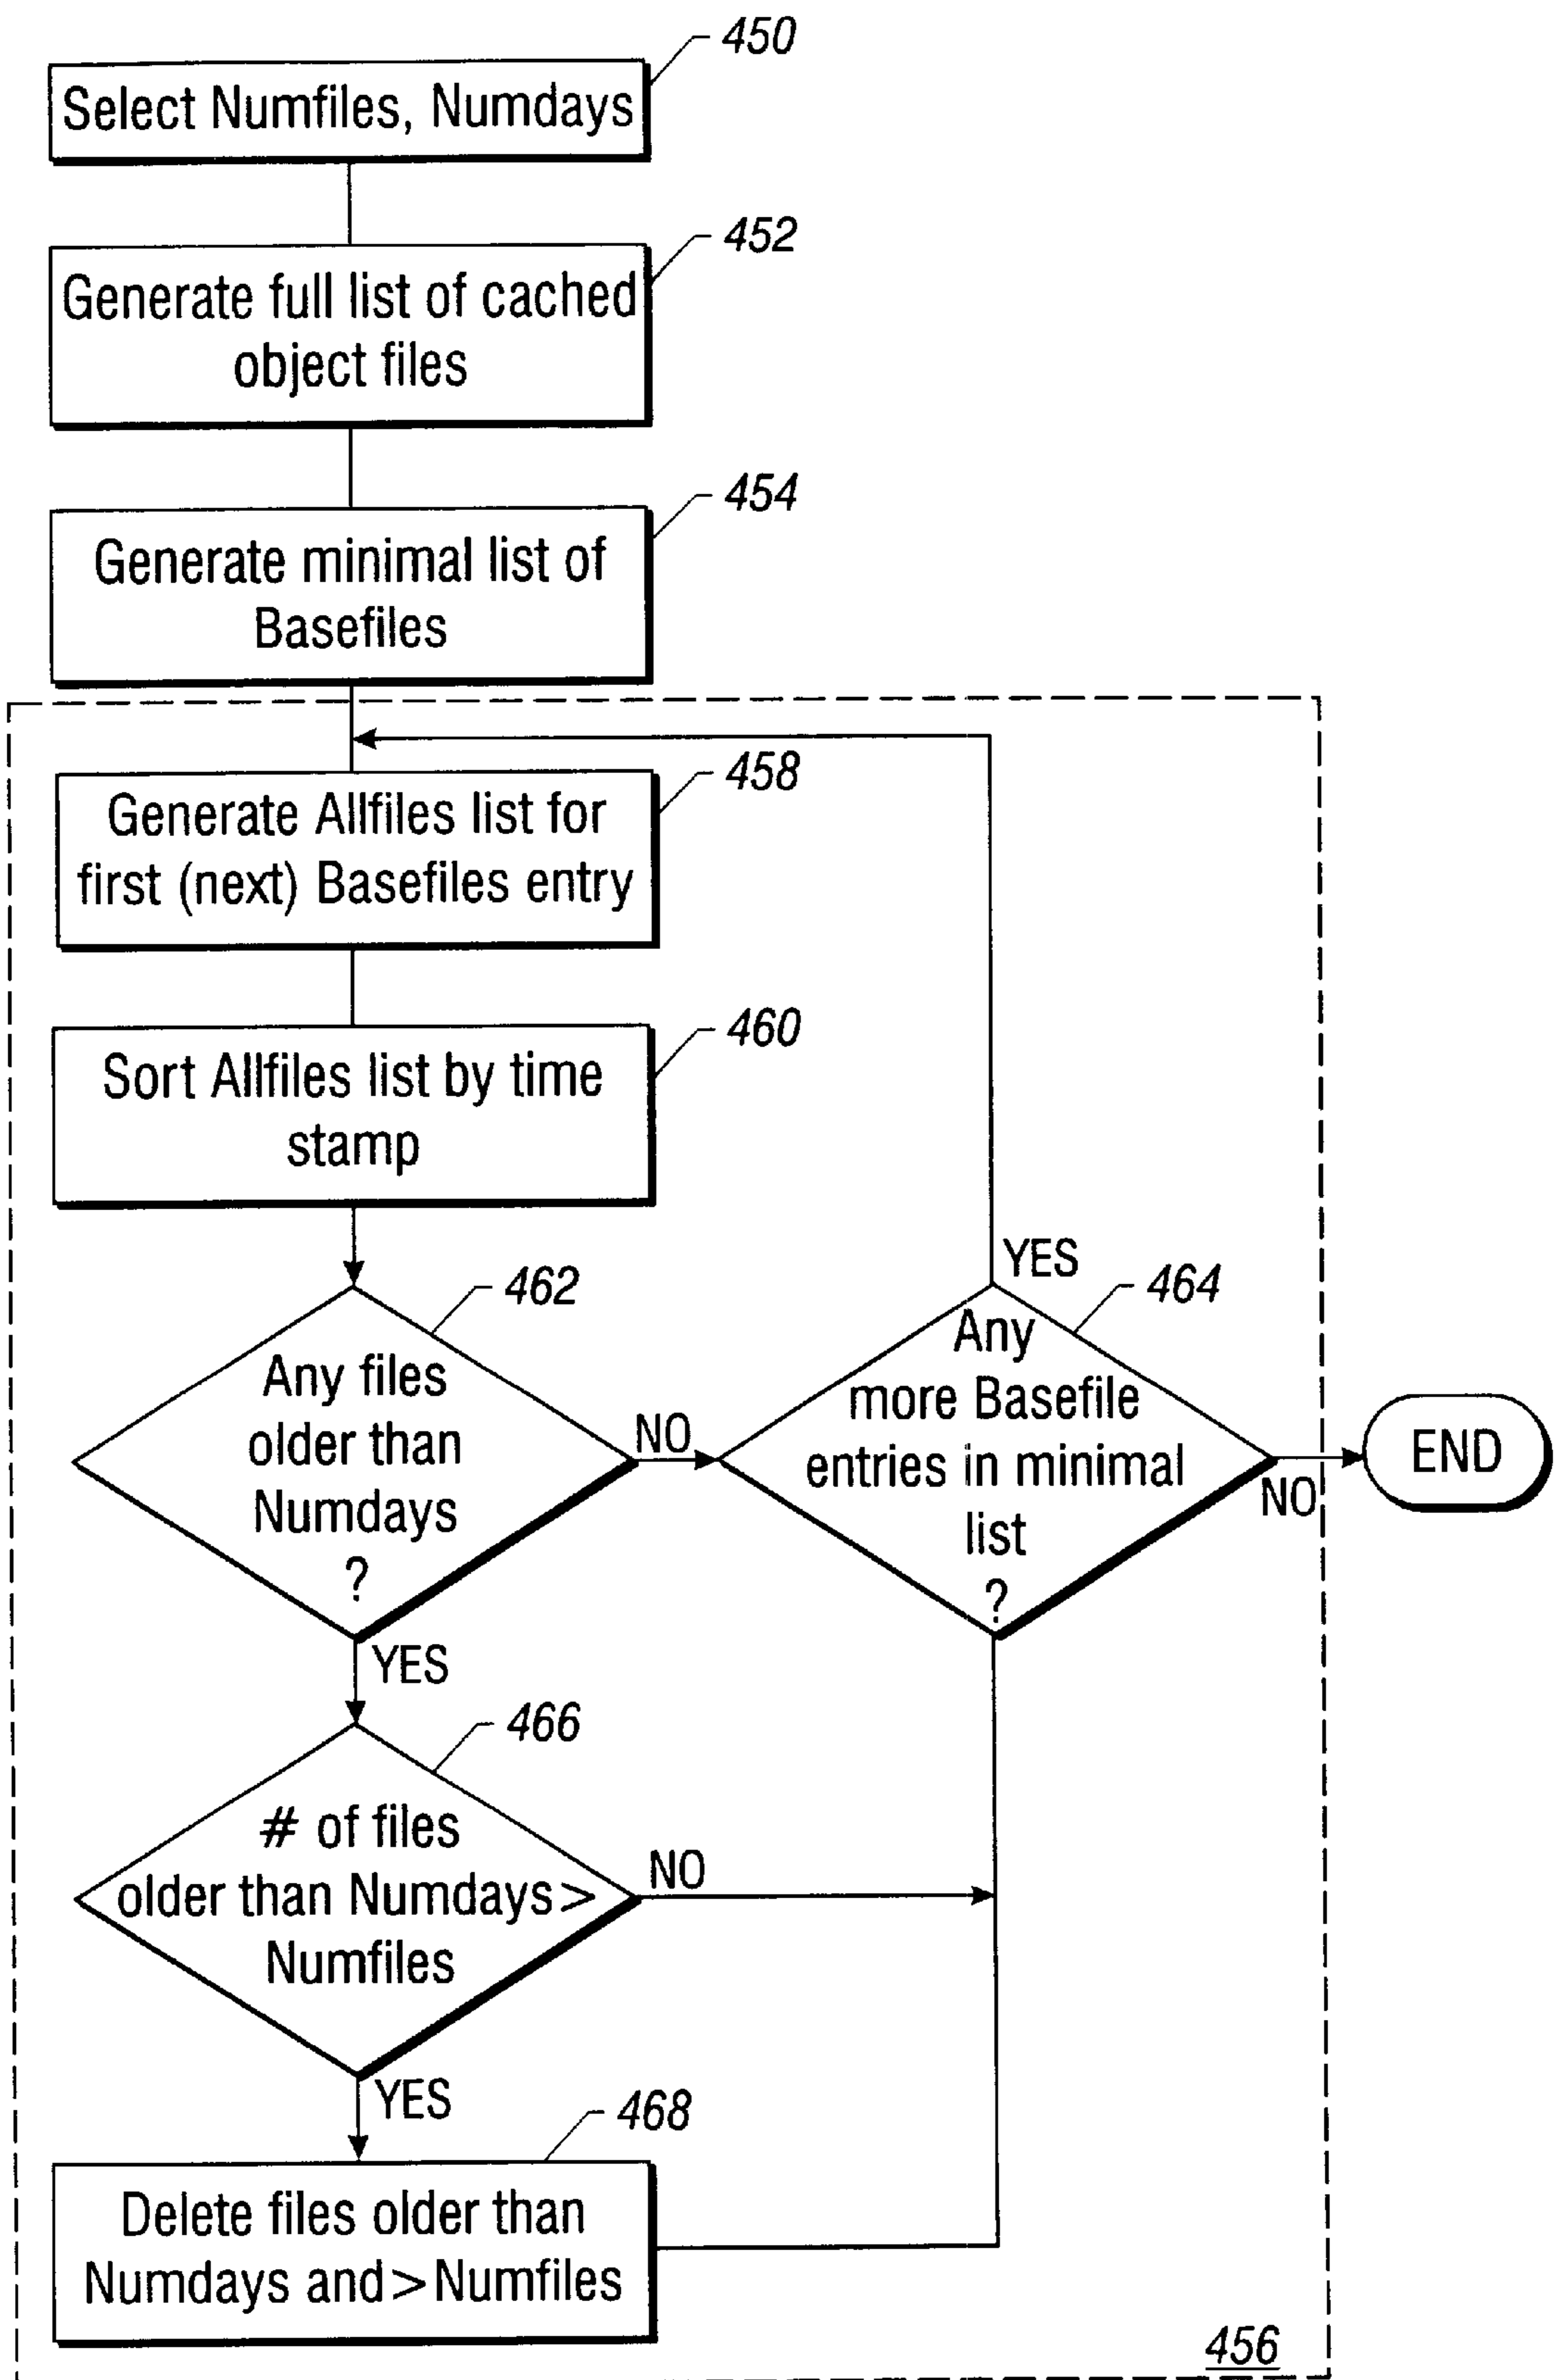 450
Select Numfiles, Numdays
452
Generate full list of cached
object files
454
Generate minimal list of
Basefiles
458
Generate Allfiles list for
first (next) Basefiles entry
460
Sort Allfiles list by time
stamp
462
Any files
older than
Numdays
?
NO
YES
464
YES
Any
more Basefile
entries in minimal
list
?
NO
END
466
# of files
older than Numdays >
Numfiles
NO
YES
468
Delete files older than
Numdays and > Numfiles
456